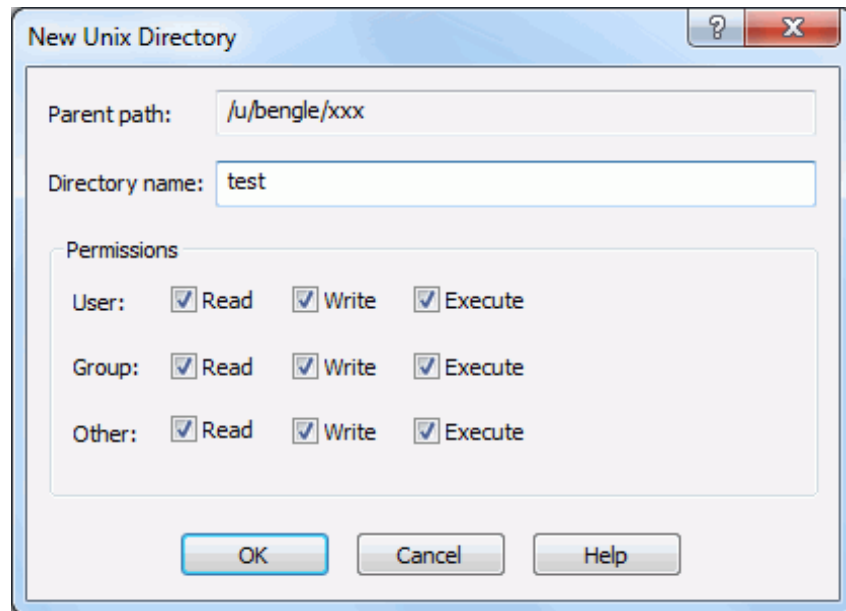 New Unix Directory
Parent path: /u/bengle/xxx
Directory name: test
Permissions
User: Read Write Execute
Group: Read Write Execute
Other: Read Write Execute
OK Cancel Help